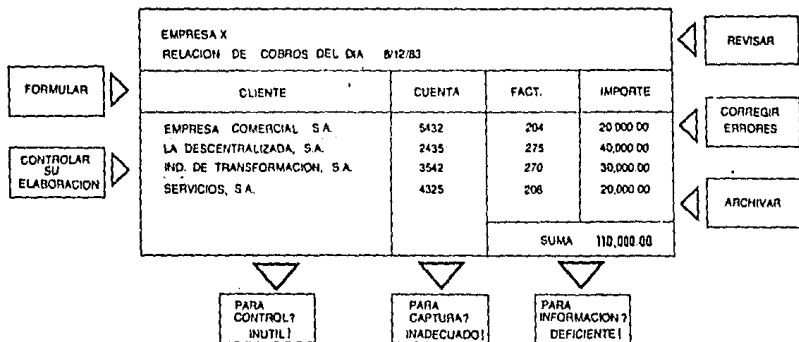 EMPRESA X
RELACION DE COBROS DEL DIA 8/12/83
CLIENTE CUENTA FACT. IMPORTE
EMPRESA COMERCIAL S.A. 5432 204 20,000.00
LA DESCENTRALIZADA, S.A. 2435 275 40,000.00
IND. DE TRANSFORMACION, S.A. 3542 270 30,000.00
SERVICIOS, S.A. 4325 208 20,000.00
SUMA 110,000.00
FORMULAR
CONTROLAR
SU
ELABORACION
REVISAR
CORREGIR
ERRORES
ARCHIVAR
PARA
CONTROL?
INUTIL!
PARA
CAPTURA?
INADECUADO!
PARA
INFORMACION?
DEFICIENTE!